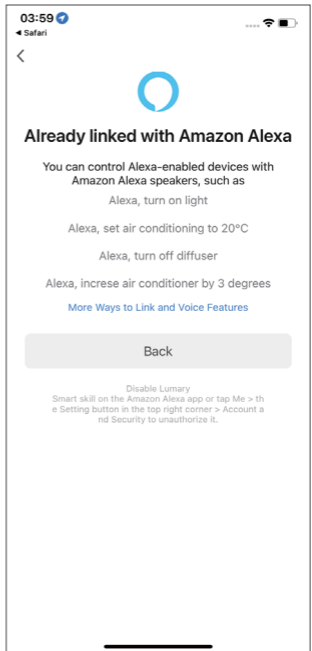 03:59
◀ Safari
Already linked with Amazon Alexa
You can control Alexa-enabled devices with
Amazon Alexa speakers, such as
Alexa, turn on light
Alexa, set air conditioning to 20°C
Alexa, turn off diffuser
Alexa, increse air conditioner by 3 degrees
More Ways to Link and Voice Features
Back
Disable Lumary
Smart skill on the Amazon Alexa app or tap Me > th
e Setting button in the top right corner > Account a
nd Security to unauthorize it.